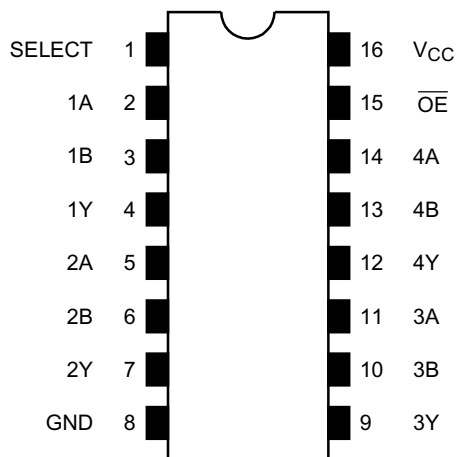 SELECT 1 16 VCC
1A 2 15 O̅E̅
1B 3 14 4A
1Y 4 13 4B
2A 5 12 4Y
2B 6 11 3A
2Y 7 10 3B
GND 8 9 3Y